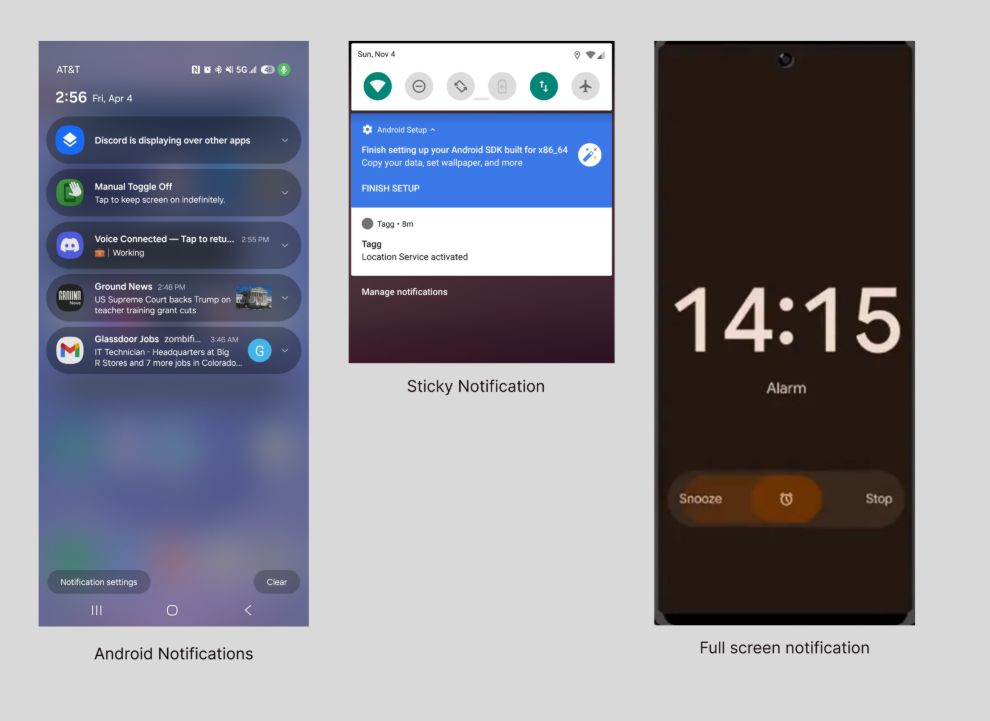 AT&T
5G
2:56 Fri, Apr 4
Discord is displaying over other apps
Manual Toggle Off
Tap to keep screen on indefinitely.
Voice Connected — Tap to retu... 2:55 PM
| Working
GROUND
News
Ground News 2:48 PM
US Supreme Court backs Trump on
teacher training grant cuts
Glassdoor Jobs zombifi... 3:46 AM
IT Technician - Headquarters at Big
R Stores and 7 more jobs in Colorado...
G
Notification settings
Clear
Android Notifications
Sun, Nov 4
Android Setup
Finish setting up your Android SDK built for x86_64
Copy your data, set wallpaper, and more
FINISH SETUP
Tagg • 8m
Tagg
Location Service activated
Manage notifications
Sticky Notification
14:15
Alarm
Snooze
Stop
Full screen notification